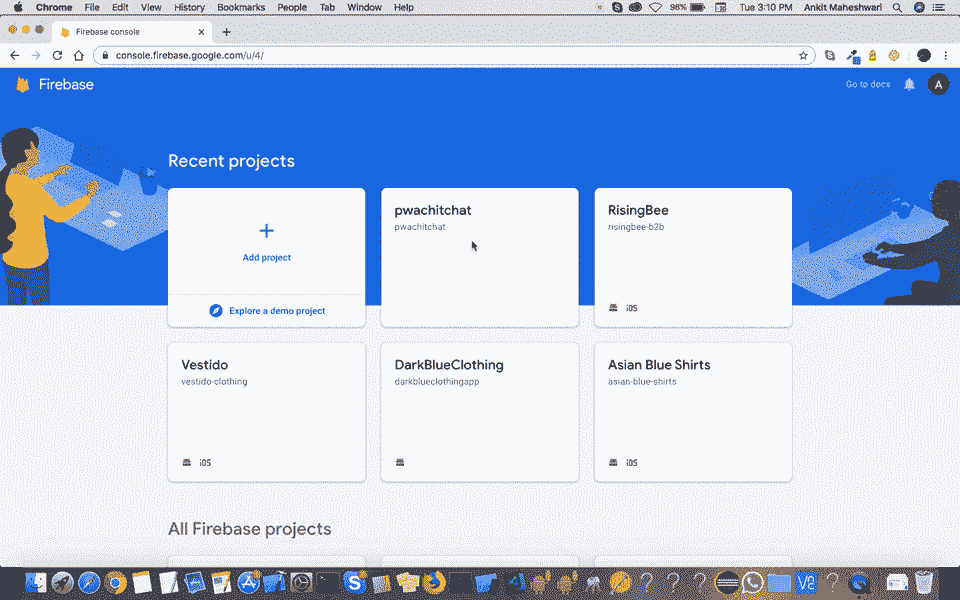 Chrome File Edit View History Bookmarks People Tab Window Help 98% Tue 3:10 PM Ankit Maheshwari
Firebase console
console.firebase.google.com/u/4/
Firebase
Go to docs
A
Recent projects
Add project
Explore a demo project
pwachitchat
pwachitchat
RisingBee
risingbee-b2b
iOS
Vestido
vestido-clothing
iOS
DarkBlueClothing
darkblueclothingapp
Asian Blue Shirts
asian-blue-shirts
iOS
All Firebase projects